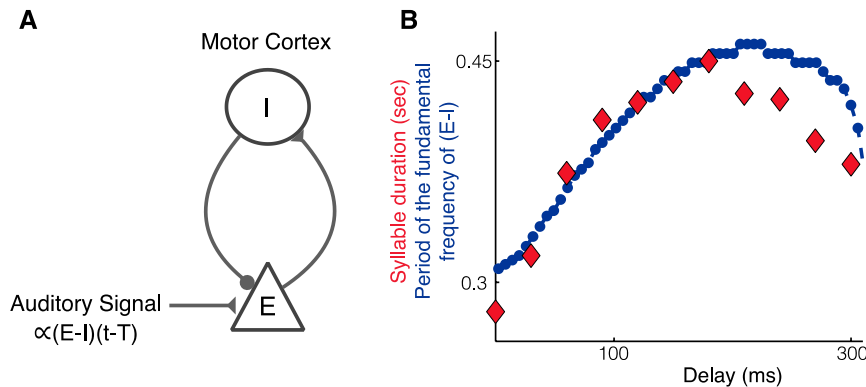 A
Motor Cortex
I
E
Auditory Signal
∝(E-I)(t-T)
B
Syllable duration (sec)
Period of the fundamental
frequency of (E-I)
0.45
0.3
100
300
Delay (ms)